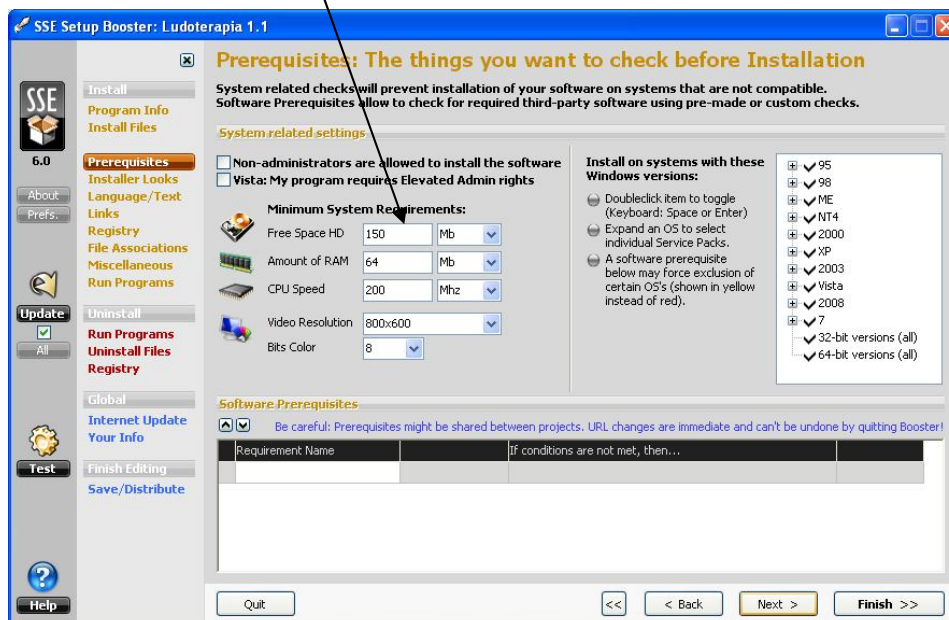 SSE Setup Booster: Ludoterapia 1.1
SSE
6.0
About
Prefs.
Update
All
Test
Help
Install
Program Info
Install Files
Prerequisites
Installer Looks
Language/Text
Links
Registry
File Associations
Miscellaneous
Run Programs
Uninstall
Run Programs
Uninstall Files
Registry
Global
Internet Update
Your Info
Finish Editing
Save/Distribute
Prerequisites: The things you want to check before Installation
System related checks will prevent installation of your software on systems that are not compatible.
Software Prerequisites allow to check for required third-party software using pre-made or custom checks.
System related settings
Non-administrators are allowed to install the software
Vista: My program requires Elevated Admin rights
Minimum System Requirements:
Free Space HD 150 Mb
Amount of RAM 64 Mb
CPU Speed 200 Mhz
Video Resolution 800x600
Bits Color 8
Install on systems with these
Windows versions:
Doubleclick item to toggle
(Keyboard: Space or Enter)
Expand an OS to select
individual Service Packs.
A software prerequisite
below may force exclusion of
certain OS's (shown in yellow
instead of red).
95
98
ME
NT4
2000
XP
2003
Vista
2008
7
32-bit versions (all)
64-bit versions (all)
Software Prerequisites
Be careful: Prerequisites might be shared between projects. URL changes are immediate and can't be undone by quitting Booster!
Requirement Name If conditions are not met, then...
Quit << < Back Next > Finish >>